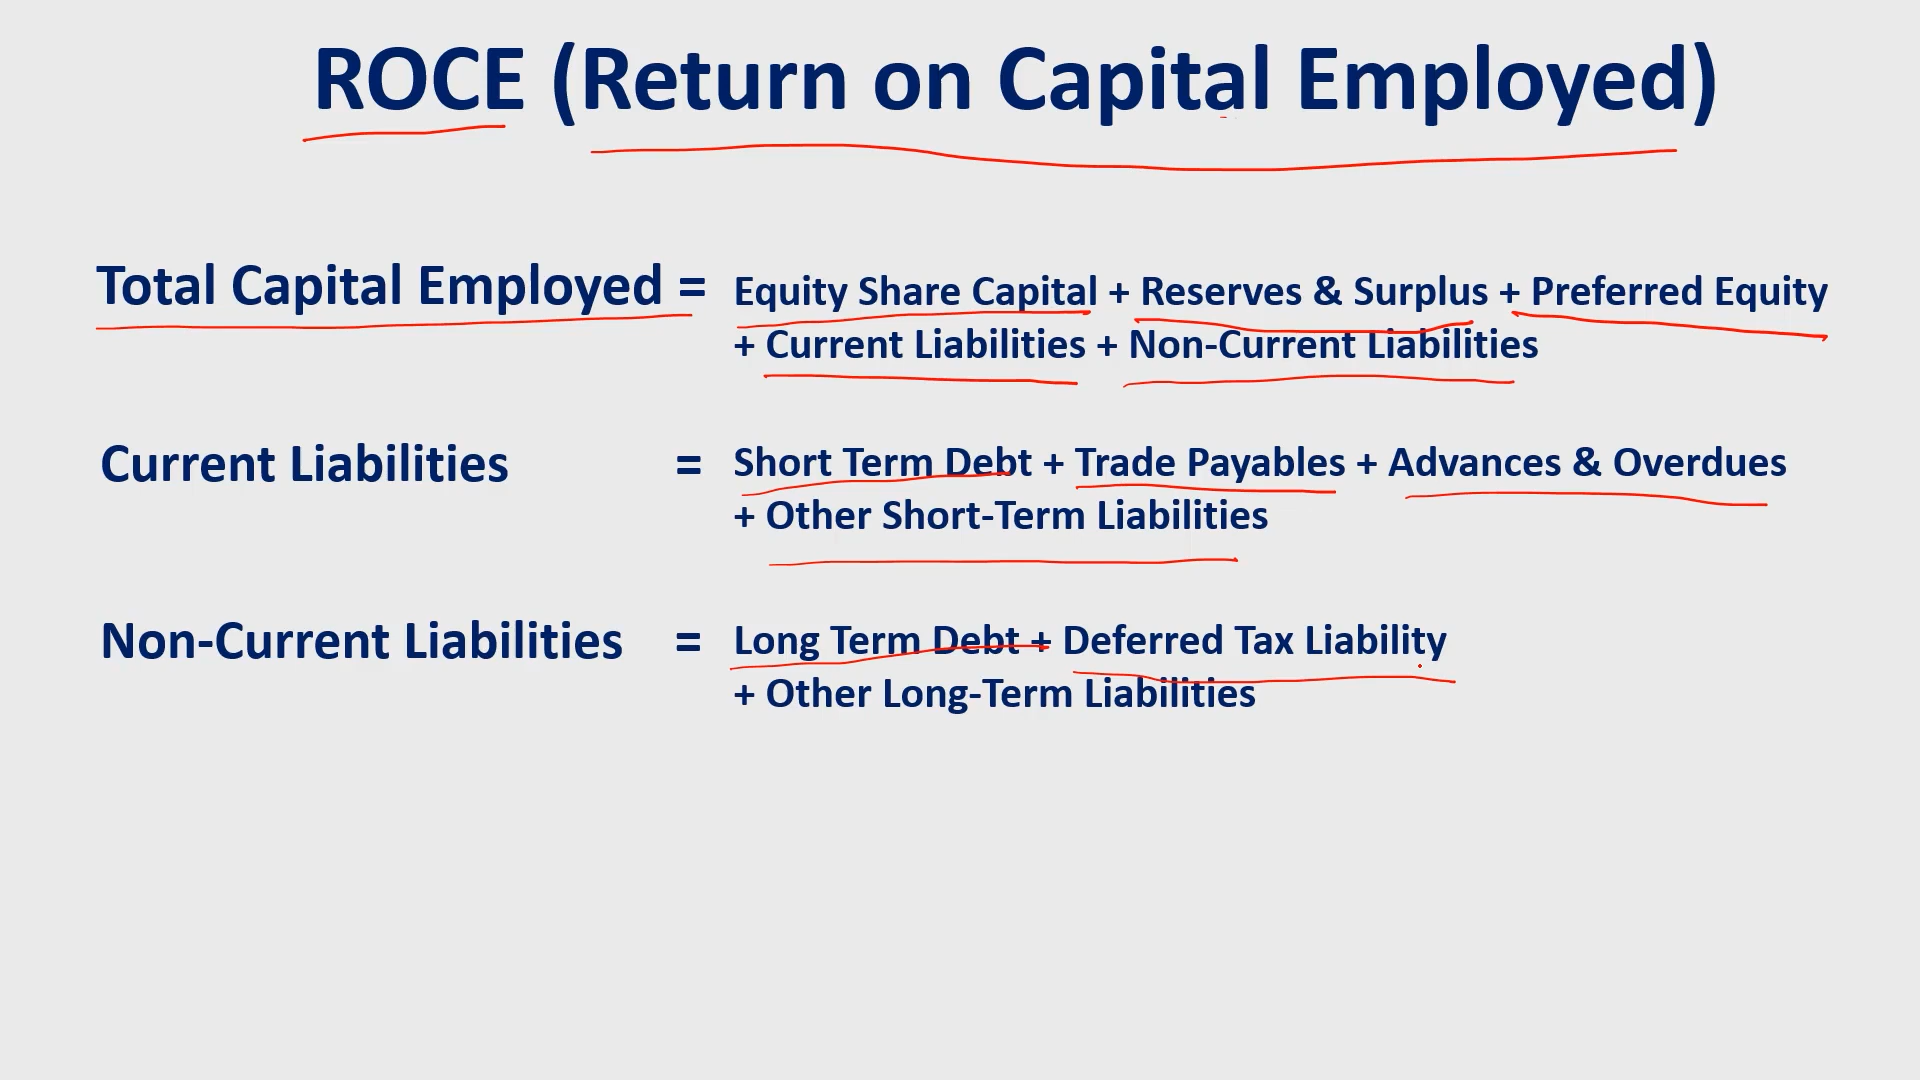 ROCE (Return on Capital Employed)
Total Capital Employed = Equity Share Capital + Reserves & Surplus + Preferred Equity
+ Current Liabilities + Non-Current Liabilities
Current Liabilities = Short Term Debt + Trade Payables + Advances & Overdues
+ Other Short-Term Liabilities
Non-Current Liabilities = Long Term Debt + Deferred Tax Liability
+ Other Long-Term Liabilities